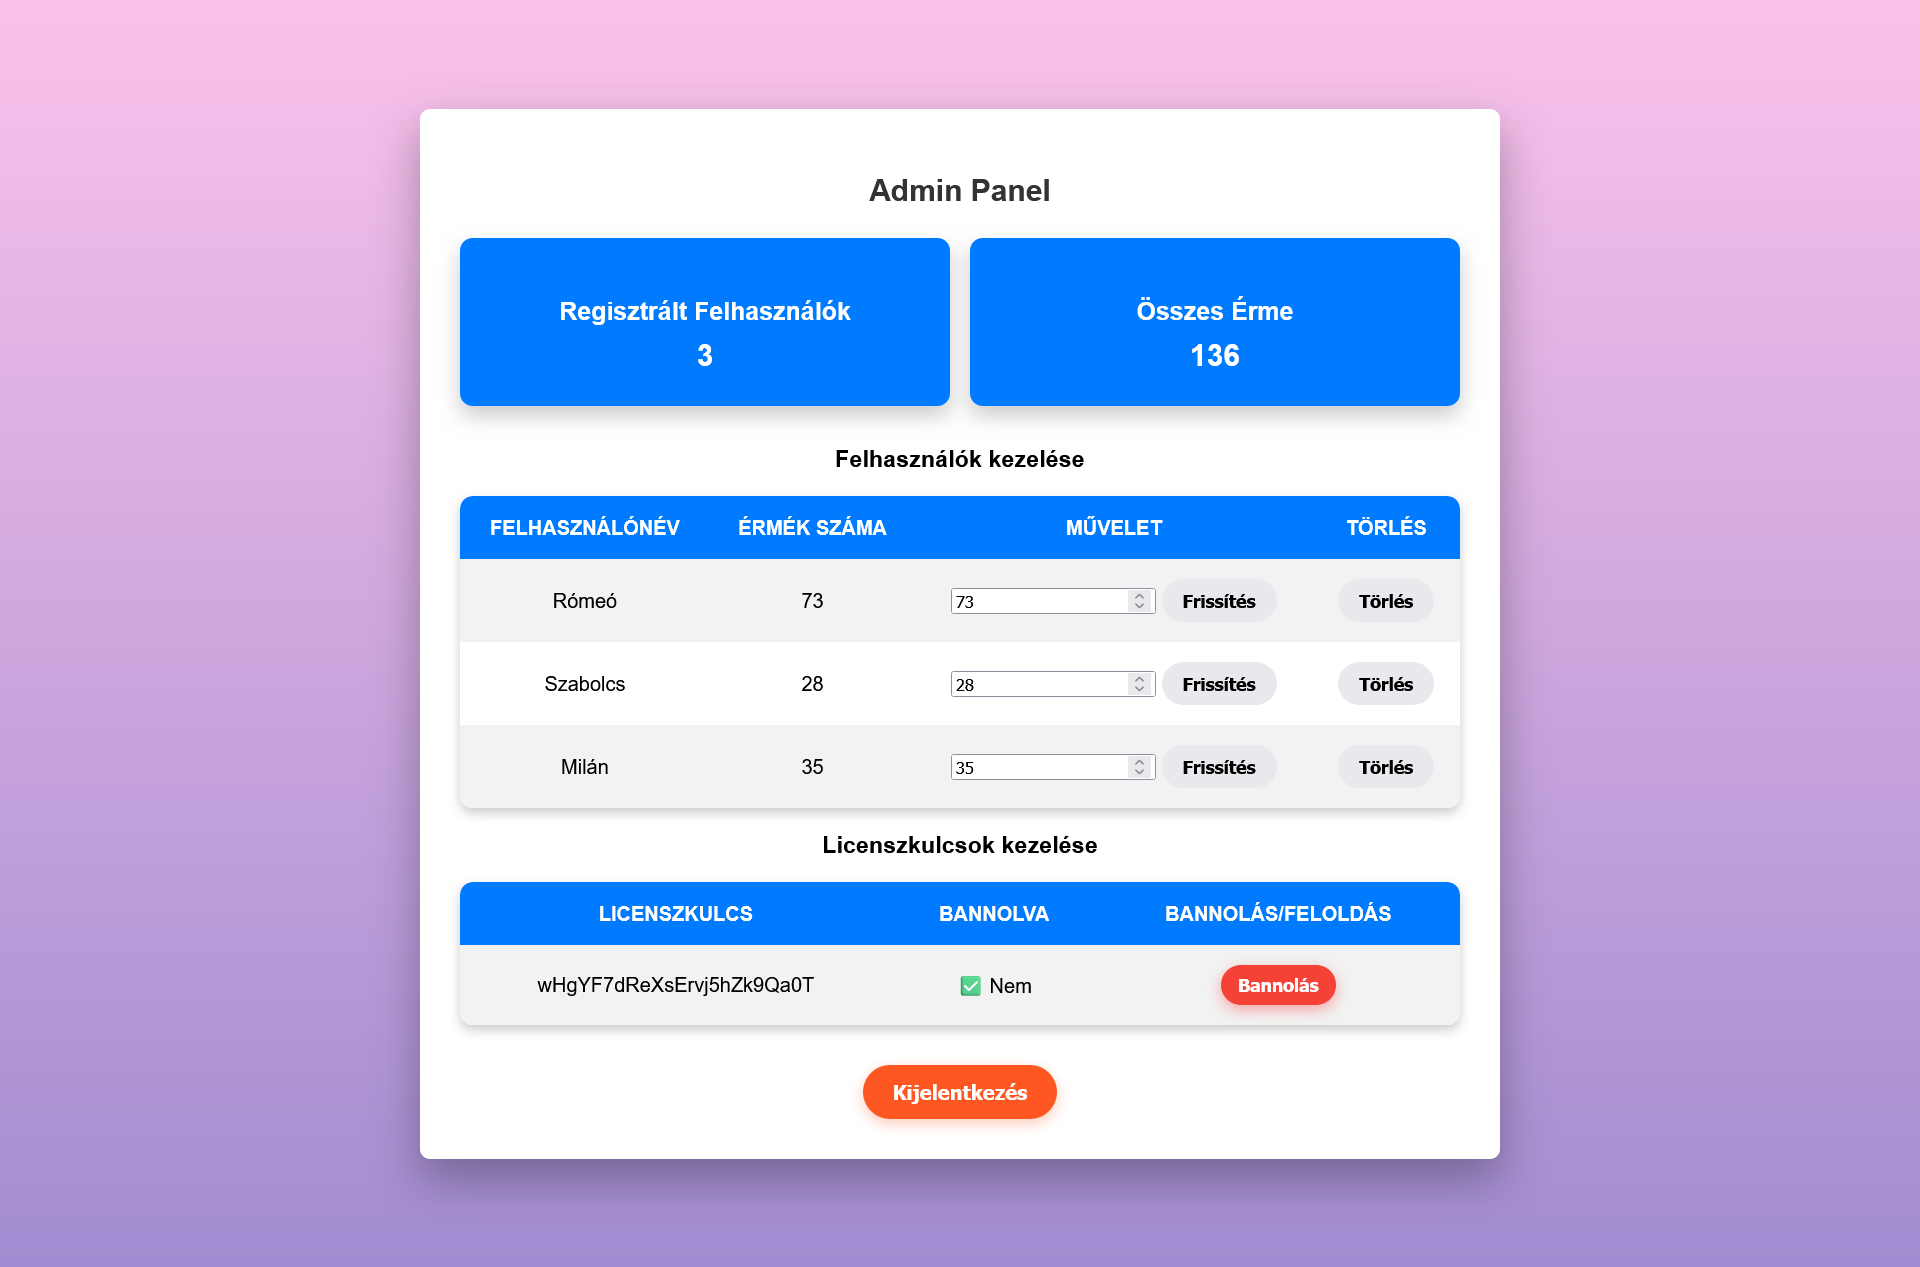 Admin Panel
Regisztrált Felhasználók
3
Összes Érme
136
Felhasználók kezelése
FELHASZNÁLÓNÉV ÉRMÉK SZÁMA MŰVELET TÖRLÉS
Rómeó 73 73 Frissítés Törlés
Szabolcs 28 28 Frissítés Törlés
Milán 35 35 Frissítés Törlés
Licenszkulcsok kezelése
LICENSZKULCS BANNOLVA BANNOLÁS/FELOLDÁS
wHgYF7dReXsErvj5hZk9Qa0T ✅ Nem Bannolás
Kijelentkezés